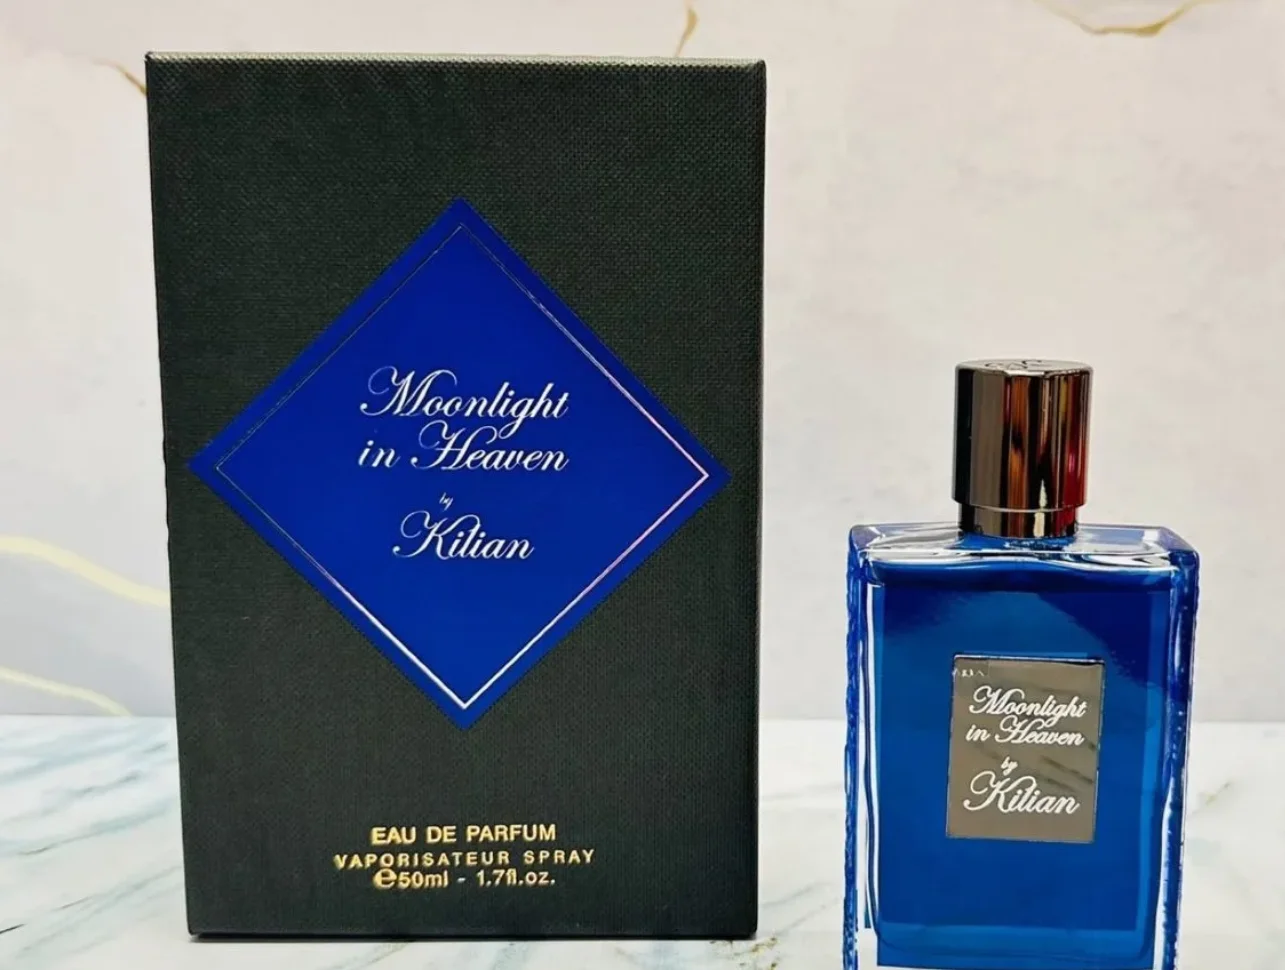 Moonlight
in Heaven
by
Kilian
EAU DE PARFUM
VAPORISATEUR SPRAY
℮50ml - 1.7fl.oz.
Moonlight
in Heaven
by
Kilian